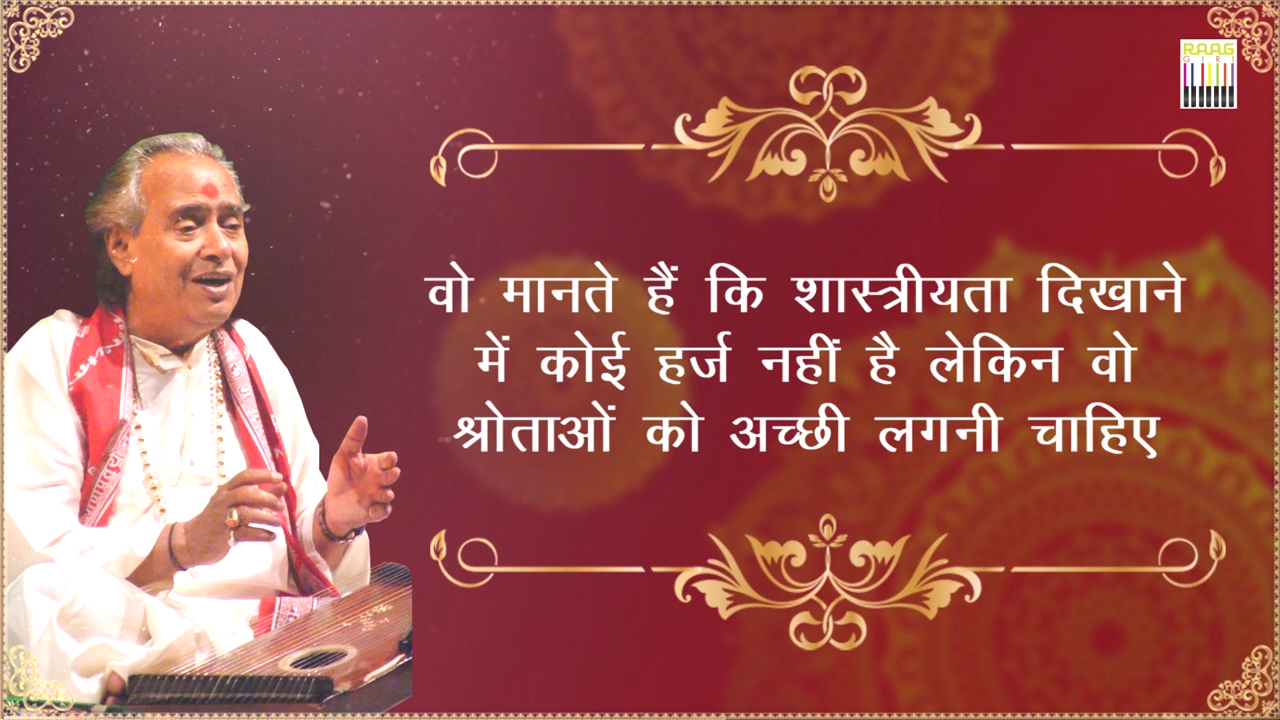 RAAG
GIRI
वो मानते हैं कि शास्त्रीयता दिखाने
में कोई हर्ज नहीं है लेकिन वो
श्रोताओं को अच्छी लगनी चाहिए